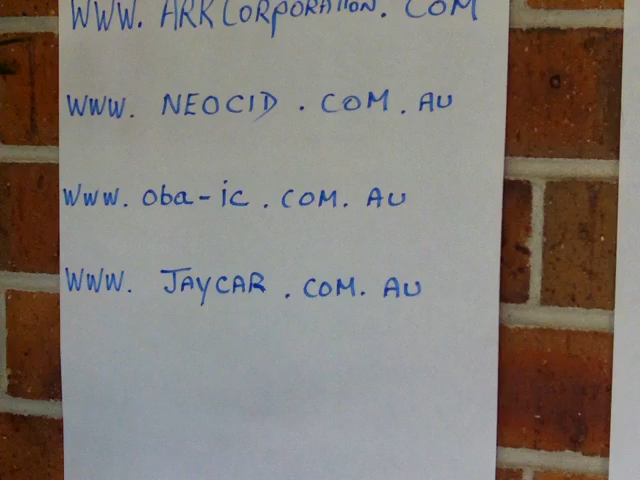 WWW. ARKCORPORATION. COM
WWW. NEOCID . COM . AU
Www. oba-ic . COM. AU
WWW. JAYCAR . COM. AU